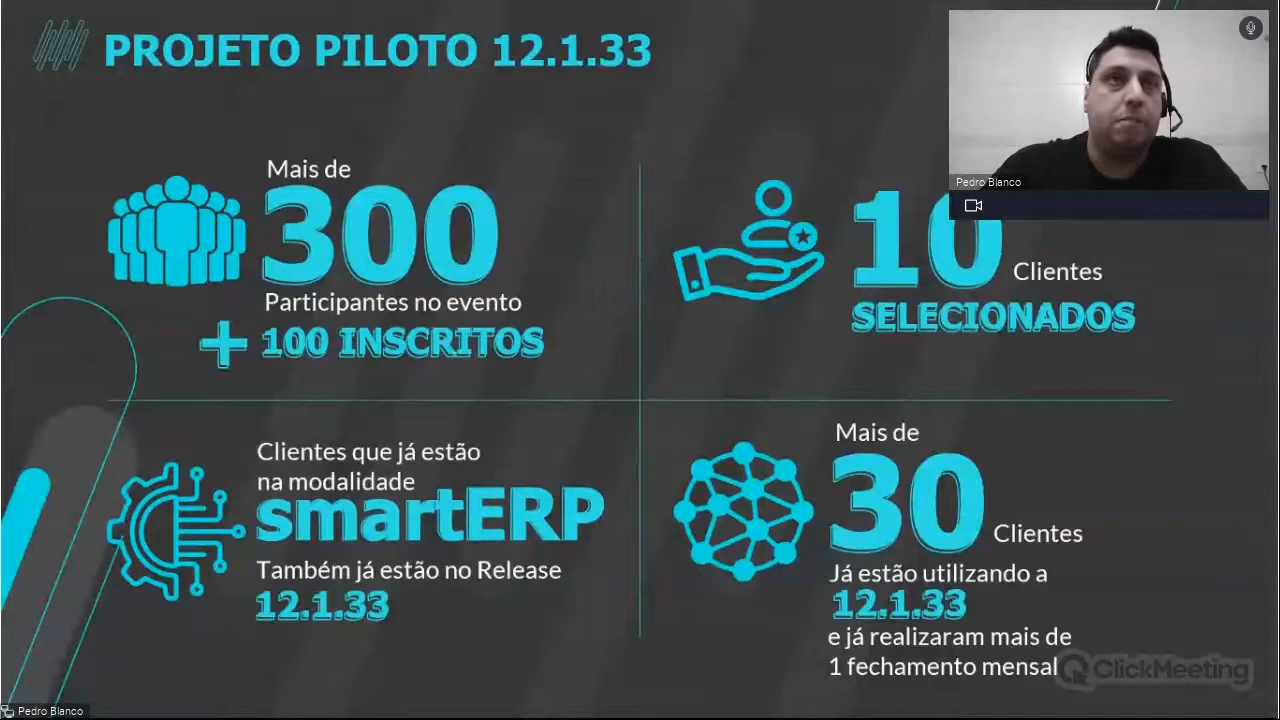 PROJETO PILOTO 12.1.33
Mais de
300
Participantes no evento
+ 100 INSCRITOS
10
Clientes
SELECIONADOS
Clientes que já estão
na modalidade
smartERP
Também já estão no Release
12.1.33
Mais de
30
Clientes
Já estão utilizando a
12.1.33
e já realizaram mais de
1 fechamento mensal
Pedro Blanco
ClickMeeting
Pedro Blanco